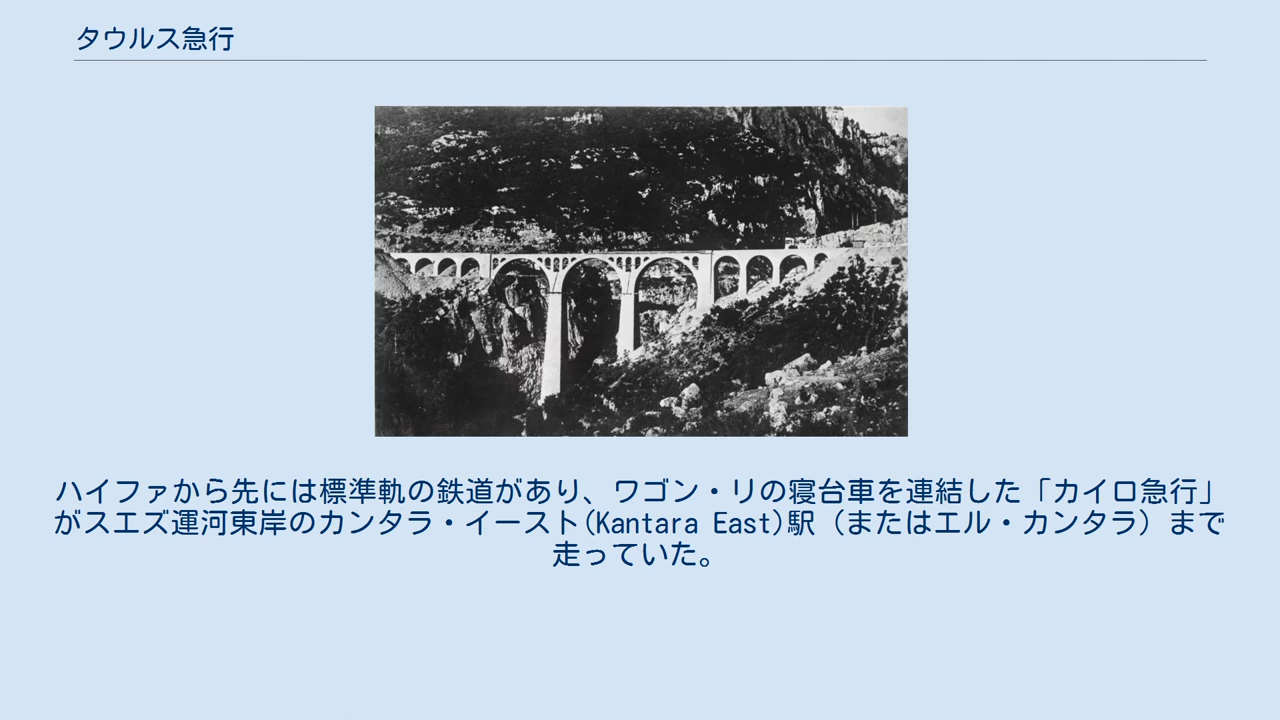 タウルス急行
ハイファから先には標準軌の鉄道があり、ワゴン・リの寝台車を連結した「カイロ急行」
がスエズ運河東岸のカンタラ・イースト(Kantara East)駅（またはエル・カンタラ）まで
走っていた。